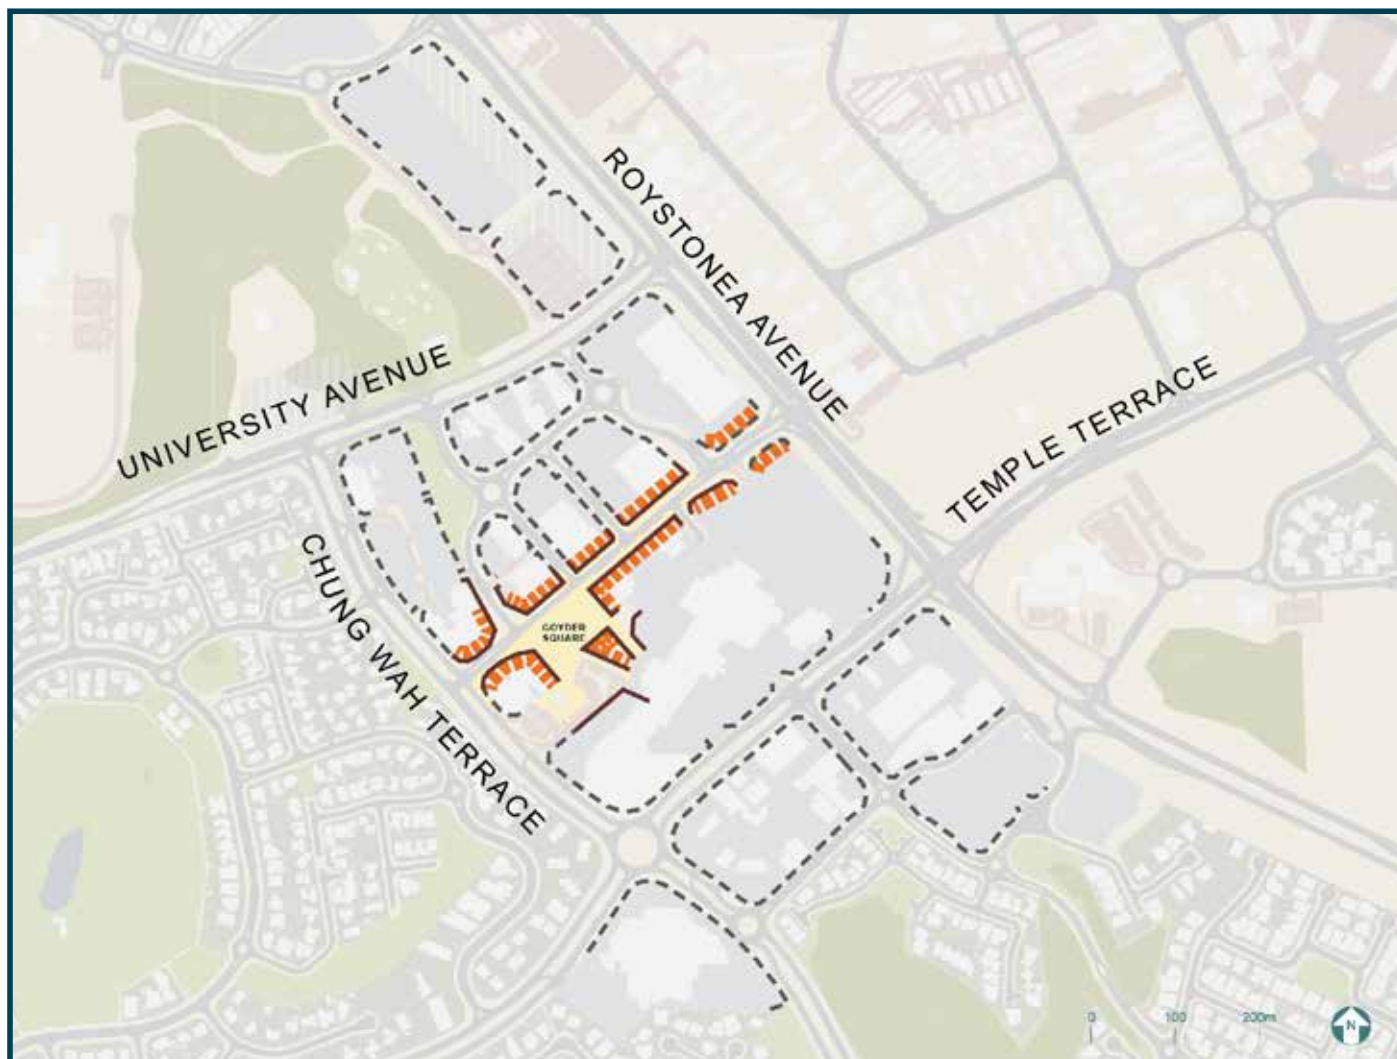 ROYSTONEA AVENUE
UNIVERSITY AVENUE
TEMPLE TERRACE
CHUNG WAH TERRACE
GOYDER
SQUARE
0 100 200m
N